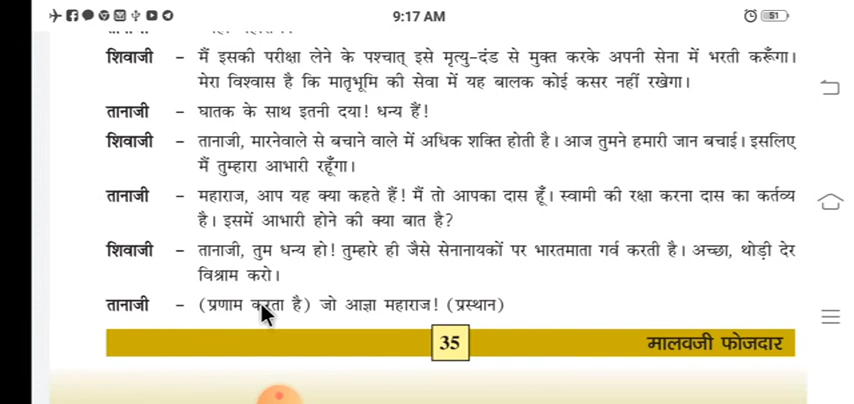 9:17 AM
51
शिवाजी – मैं इसकी परीक्षा लेने के पश्चात् इसे मृत्यु-दंड से मुक्त करके अपनी सेना में भरती करूँगा।
मेरा विश्वास है कि मातृभूमि की सेवा में यह बालक कोई कसर नहीं रखेगा।
तानाजी – घातक के साथ इतनी दया! धन्य हैं!
शिवाजी – तानाजी, मारनेवाले से बचाने वाले में अधिक शक्ति होती है। आज तुमने हमारी जान बचाई। इसलिए
मैं तुम्हारा आभारी रहूँगा।
तानाजी – महाराज, आप यह क्या कहते हैं! मैं तो आपका दास हूँ। स्वामी की रक्षा करना दास का कर्तव्य
है। इसमें आभारी होने की क्या बात है?
शिवाजी – तानाजी, तुम धन्य हो! तुम्हारे ही जैसे सेनानायकों पर भारतमाता गर्व करती है। अच्छा, थोड़ी देर
विश्राम करो।
तानाजी – (प्रणाम करता है) जो आज्ञा महाराज! (प्रस्थान)
35 मालवजी फोजदार